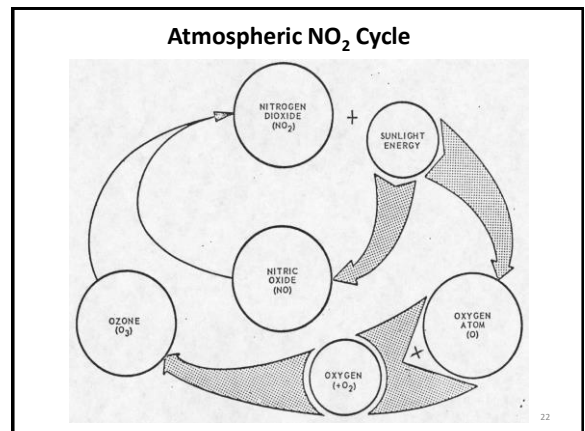 Atmospheric NO₂ Cycle
NITROGEN
DIOXIDE
(NO₂)
+
SUNLIGHT
ENERGY
NITRIC
OXIDE
(NO)
OZONE
(O₃)
OXYGEN
ATOM
(O)
+
OXYGEN
(+O₂)
22